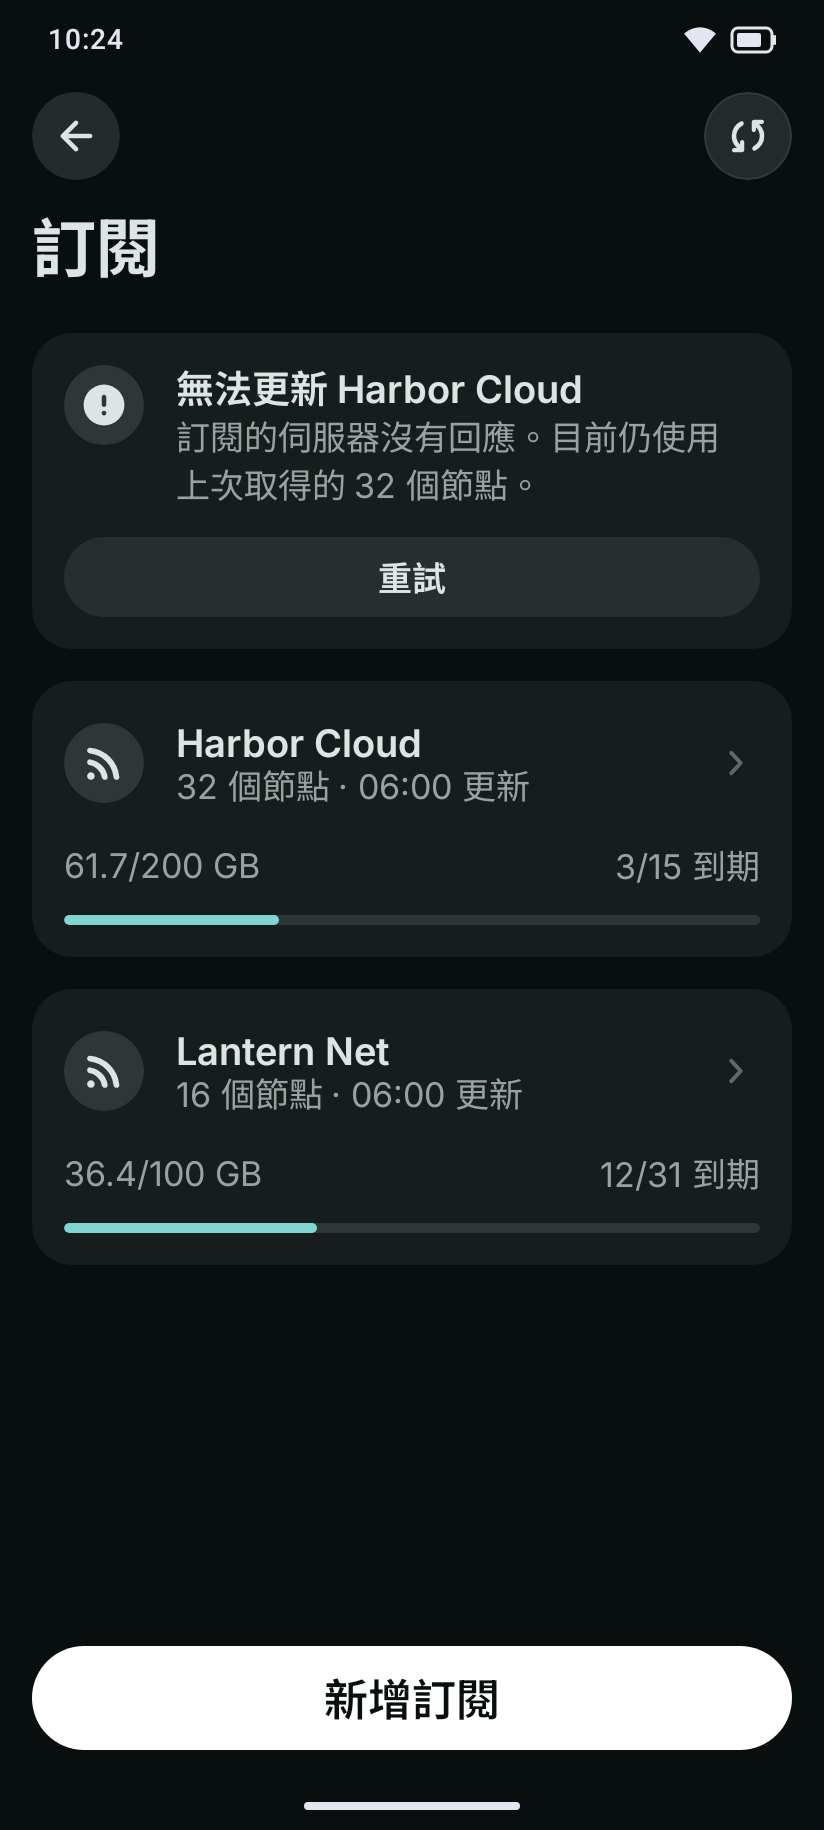 10:24
訂閱
無法更新 Harbor Cloud
訂閱的伺服器沒有回應。目前仍使用
上次取得的 32 個節點。
重試
Harbor Cloud
32 個節點 · 06:00 更新
61.7/200 GB
3/15 到期
Lantern Net
16 個節點 · 06:00 更新
36.4/100 GB
12/31 到期
新增訂閱